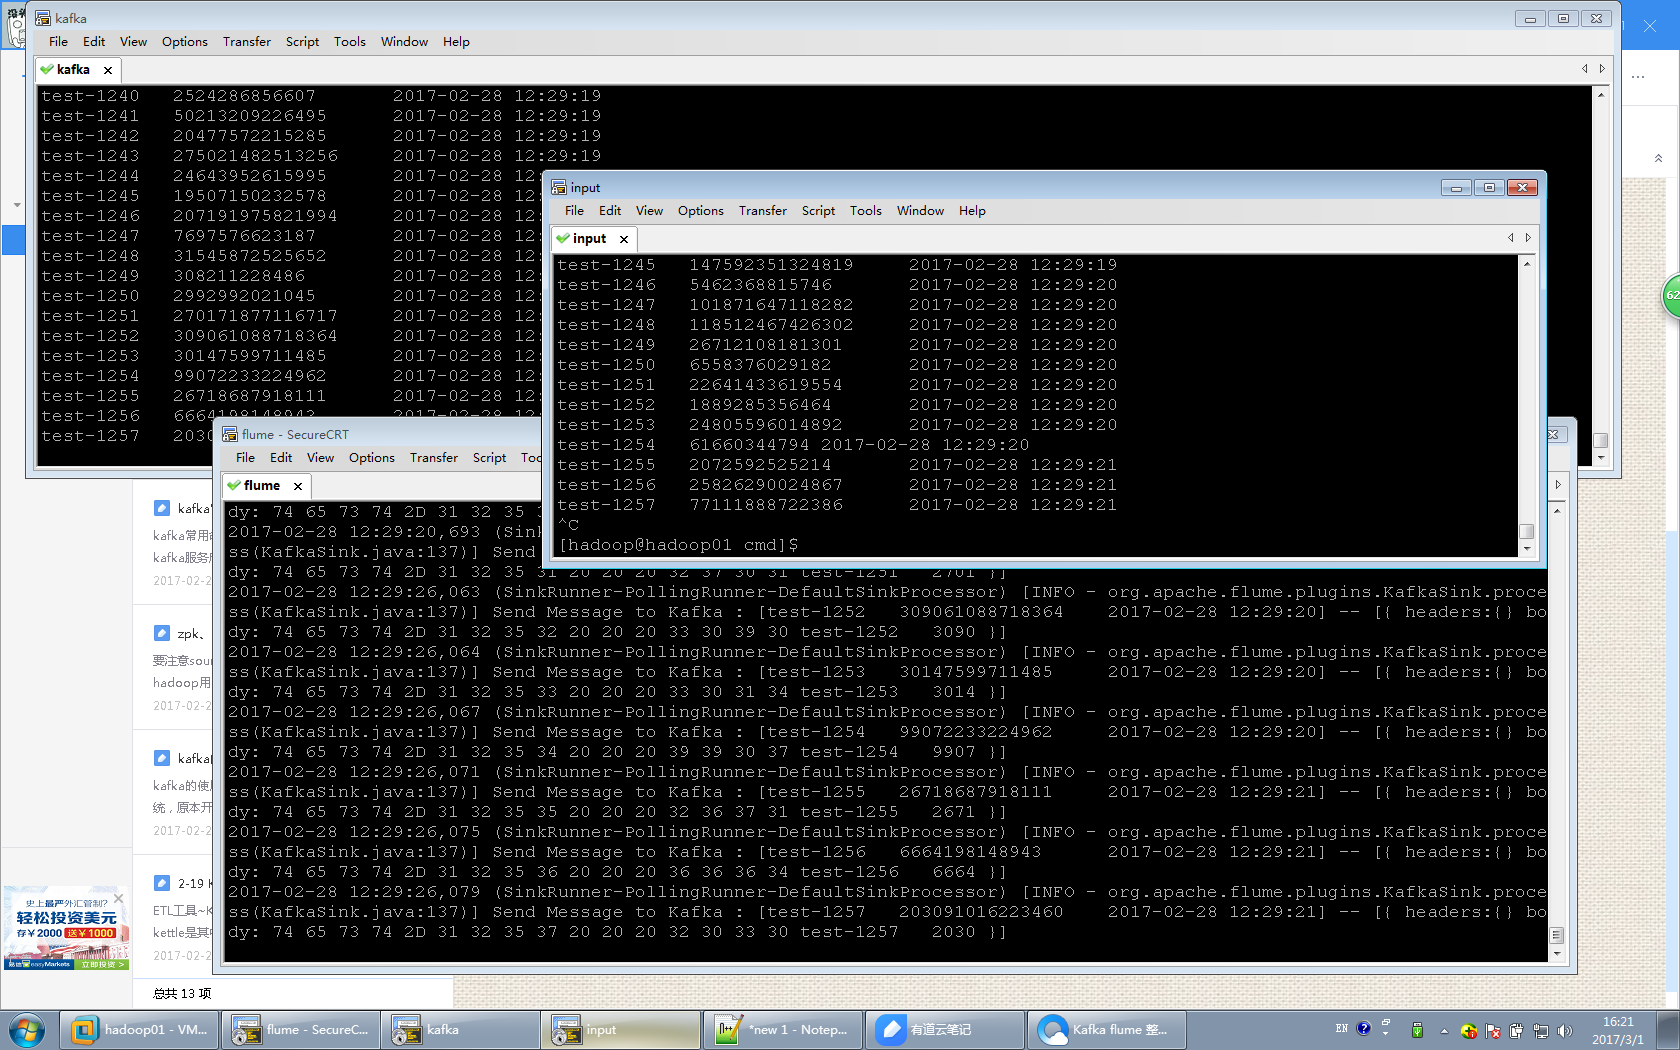 kafka
File Edit View Options Transfer Script Tools Window Help
kafka
test-1240 2524286856607 2017-02-28 12:29:19
test-1241 50213209226495 2017-02-28 12:29:19
test-1242 204775722152​85 2017-02-28 12:29:19
test-1243 275021482513256 2017-02-28 12:29:19
test-1244 24643952615995 2017-02-28 12:
test-1245 195071502325​78 2017-02-28 12:
test-1246 207191975821994 2017-02-28 12:
test-1247 7697576623187 2017-02-28 12:
test-1248 31545872525652 2017-02-28 12:
test-1249 308211228486 2017-02-28 12:
test-1250 2992992021045 2017-02-28 12:
test-1251 270171877116717 2017-02-28 12:
test-1252 309061088718364 2017-02-28 12:
test-1253 30147599711485 2017-02-28 12:
test-1254 99072233224962 2017-02-28 12:
test-1255 26718687918111 2017-02-28 12:
test-1256 6664198148943 2017-02-28 12:
test-1257 2030
input
File Edit View Options Transfer Script Tools Window Help
input
test-1245 147592351324819 2017-02-28 12:29:19
test-1246 5462368815746 2017-02-28 12:29:20
test-1247 101871647118282 2017-02-28 12:29:20
test-1248 118512467426302 2017-02-28 12:29:20
test-1249 26712108181301 2017-02-28 12:29:20
test-1250 6558376029182 2017-02-28 12:29:20
test-1251 22641433619554 2017-02-28 12:29:20
test-1252 1889285356464 2017-02-28 12:29:20
test-1253 24805596014892 2017-02-28 12:29:20
test-1254 61660344794 2017-02-28 12:29:20
test-1255 2072592525214 2017-02-28 12:29:21
test-1256 25826290024867 2017-02-28 12:29:21
test-1257 77111888722386 2017-02-28 12:29:21
^C
[hadoop@hadoop01 cmd]$
flume - SecureCRT
File Edit View Options Transfer Script Too
flume
dy: 74 65 73 74 2D 31 32 35 3
2017-02-28 12:29:20,693 (Sin
ss(KafkaSink.java:137)] Send
dy: 74 65 73 74 2D 31 32 35 31 20 20 20 32 37 30 31 test-1251 2701 }]
2017-02-28 12:29:26,063 (SinkRunner-PollingRunner-DefaultSinkProcessor) [INFO - org.apache.flume.plugins.KafkaSink.proce
ss(KafkaSink.java:137)] Send Message to Kafka : [test-1252 309061088718364 2017-02-28 12:29:20] -- [{ headers:{} bo
dy: 74 65 73 74 2D 31 32 35 32 20 20 20 33 30 39 30 test-1252 3090 }]
2017-02-28 12:29:26,064 (SinkRunner-PollingRunner-DefaultSinkProcessor) [INFO - org.apache.flume.plugins.KafkaSink.proce
ss(KafkaSink.java:137)] Send Message to Kafka : [test-1253 30147599711485 2017-02-28 12:29:20] -- [{ headers:{} bo
dy: 74 65 73 74 2D 31 32 35 33 20 20 20 33 30 31 34 test-1253 3014 }]
2017-02-28 12:29:26,067 (SinkRunner-PollingRunner-DefaultSinkProcessor) [INFO - org.apache.flume.plugins.KafkaSink.proce
ss(KafkaSink.java:137)] Send Message to Kafka : [test-1254 99072233224962 2017-02-28 12:29:20] -- [{ headers:{} bo
dy: 74 65 73 74 2D 31 32 35 34 20 20 20 39 39 30 37 test-1254 9907 }]
2017-02-28 12:29:26,071 (SinkRunner-PollingRunner-DefaultSinkProcessor) [INFO - org.apache.flume.plugins.KafkaSink.proce
ss(KafkaSink.java:137)] Send Message to Kafka : [test-1255 26718687918111 2017-02-28 12:29:21] -- [{ headers:{} bo
dy: 74 65 73 74 2D 31 32 35 35 20 20 20 32 36 37 31 test-1255 2671 }]
2017-02-28 12:29:26,075 (SinkRunner-PollingRunner-DefaultSinkProcessor) [INFO - org.apache.flume.plugins.KafkaSink.proce
ss(KafkaSink.java:137)] Send Message to Kafka : [test-1256 6664198148943 2017-02-28 12:29:21] -- [{ headers:{} bo
dy: 74 65 73 74 2D 31 32 35 36 20 20 20 36 36 36 34 test-1256 6664 }]
2017-02-28 12:29:26,079 (SinkRunner-PollingRunner-DefaultSinkProcessor) [INFO - org.apache.flume.plugins.KafkaSink.proce
ss(KafkaSink.java:137)] Send Message to Kafka : [test-1257 203091016223460 2017-02-28 12:29:21] -- [{ headers:{} bo
dy: 74 65 73 74 2D 31 32 35 37 20 20 20 32 30 33 30 test-1257 2030 }]
62
kafka
kafka常用
kafka服务
2017-02-2
zpk、
要注意sou
hadoop用
2017-02-2
kafka
kafka的使
统，原本开
2017-02-2
2-19 K
ETL工具~K
kettle是其
2017-02-2
总共 13 项
史上最严外汇管制?
轻松投资美元
存¥2000 送¥1000
易信 easyMarkets 立即投资 >
hadoop01 - VM...
flume - SecureC...
kafka
input
*new 1 - Notep...
有道云笔记
Kafka flume 整...
EN
16:21
2017/3/1